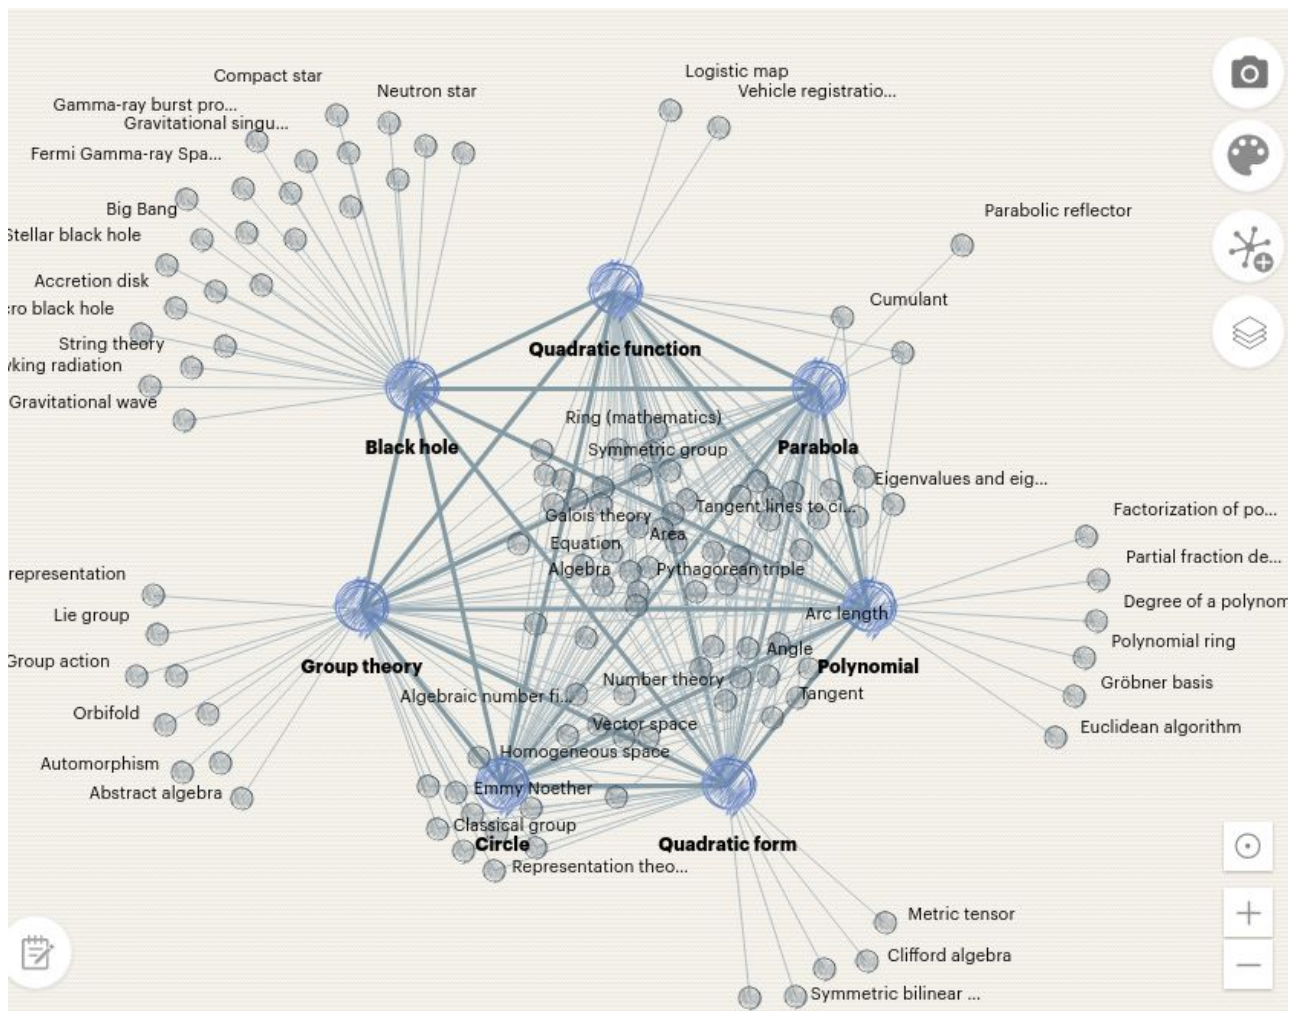 Compact star
Logistic map
Neutron star
Vehicle registratio...
Gamma-ray burst pro...
Gravitational singu...
Fermi Gamma-ray Spa...
Big Bang
Parabolic reflector
Stellar black hole
Accretion disk
Cumulant
cro black hole
String theory
Quadratic function
wking radiation
Gravitational wave
Ring (mathematics)
Black hole
Symmetric group
Parabola
Eigenvalues and eig...
Tangent lines to ci...
Factorization of po...
Galois theory
Area
Equation
Partial fraction de...
Algebra
Pythagorean triple
representation
Degree of a polynom
Lie group
Arc length
Polynomial ring
Angle
Group action
Group theory
Polynomial
Number theory
Gröbner basis
Algebraic number fi...
Tangent
Orbifold
Vector space
Euclidean algorithm
Homogeneous space
Automorphism
Emmy Noether
Abstract algebra
Classical group
Circle
Quadratic form
Representation theo...
Metric tensor
Clifford algebra
Symmetric bilinear ...